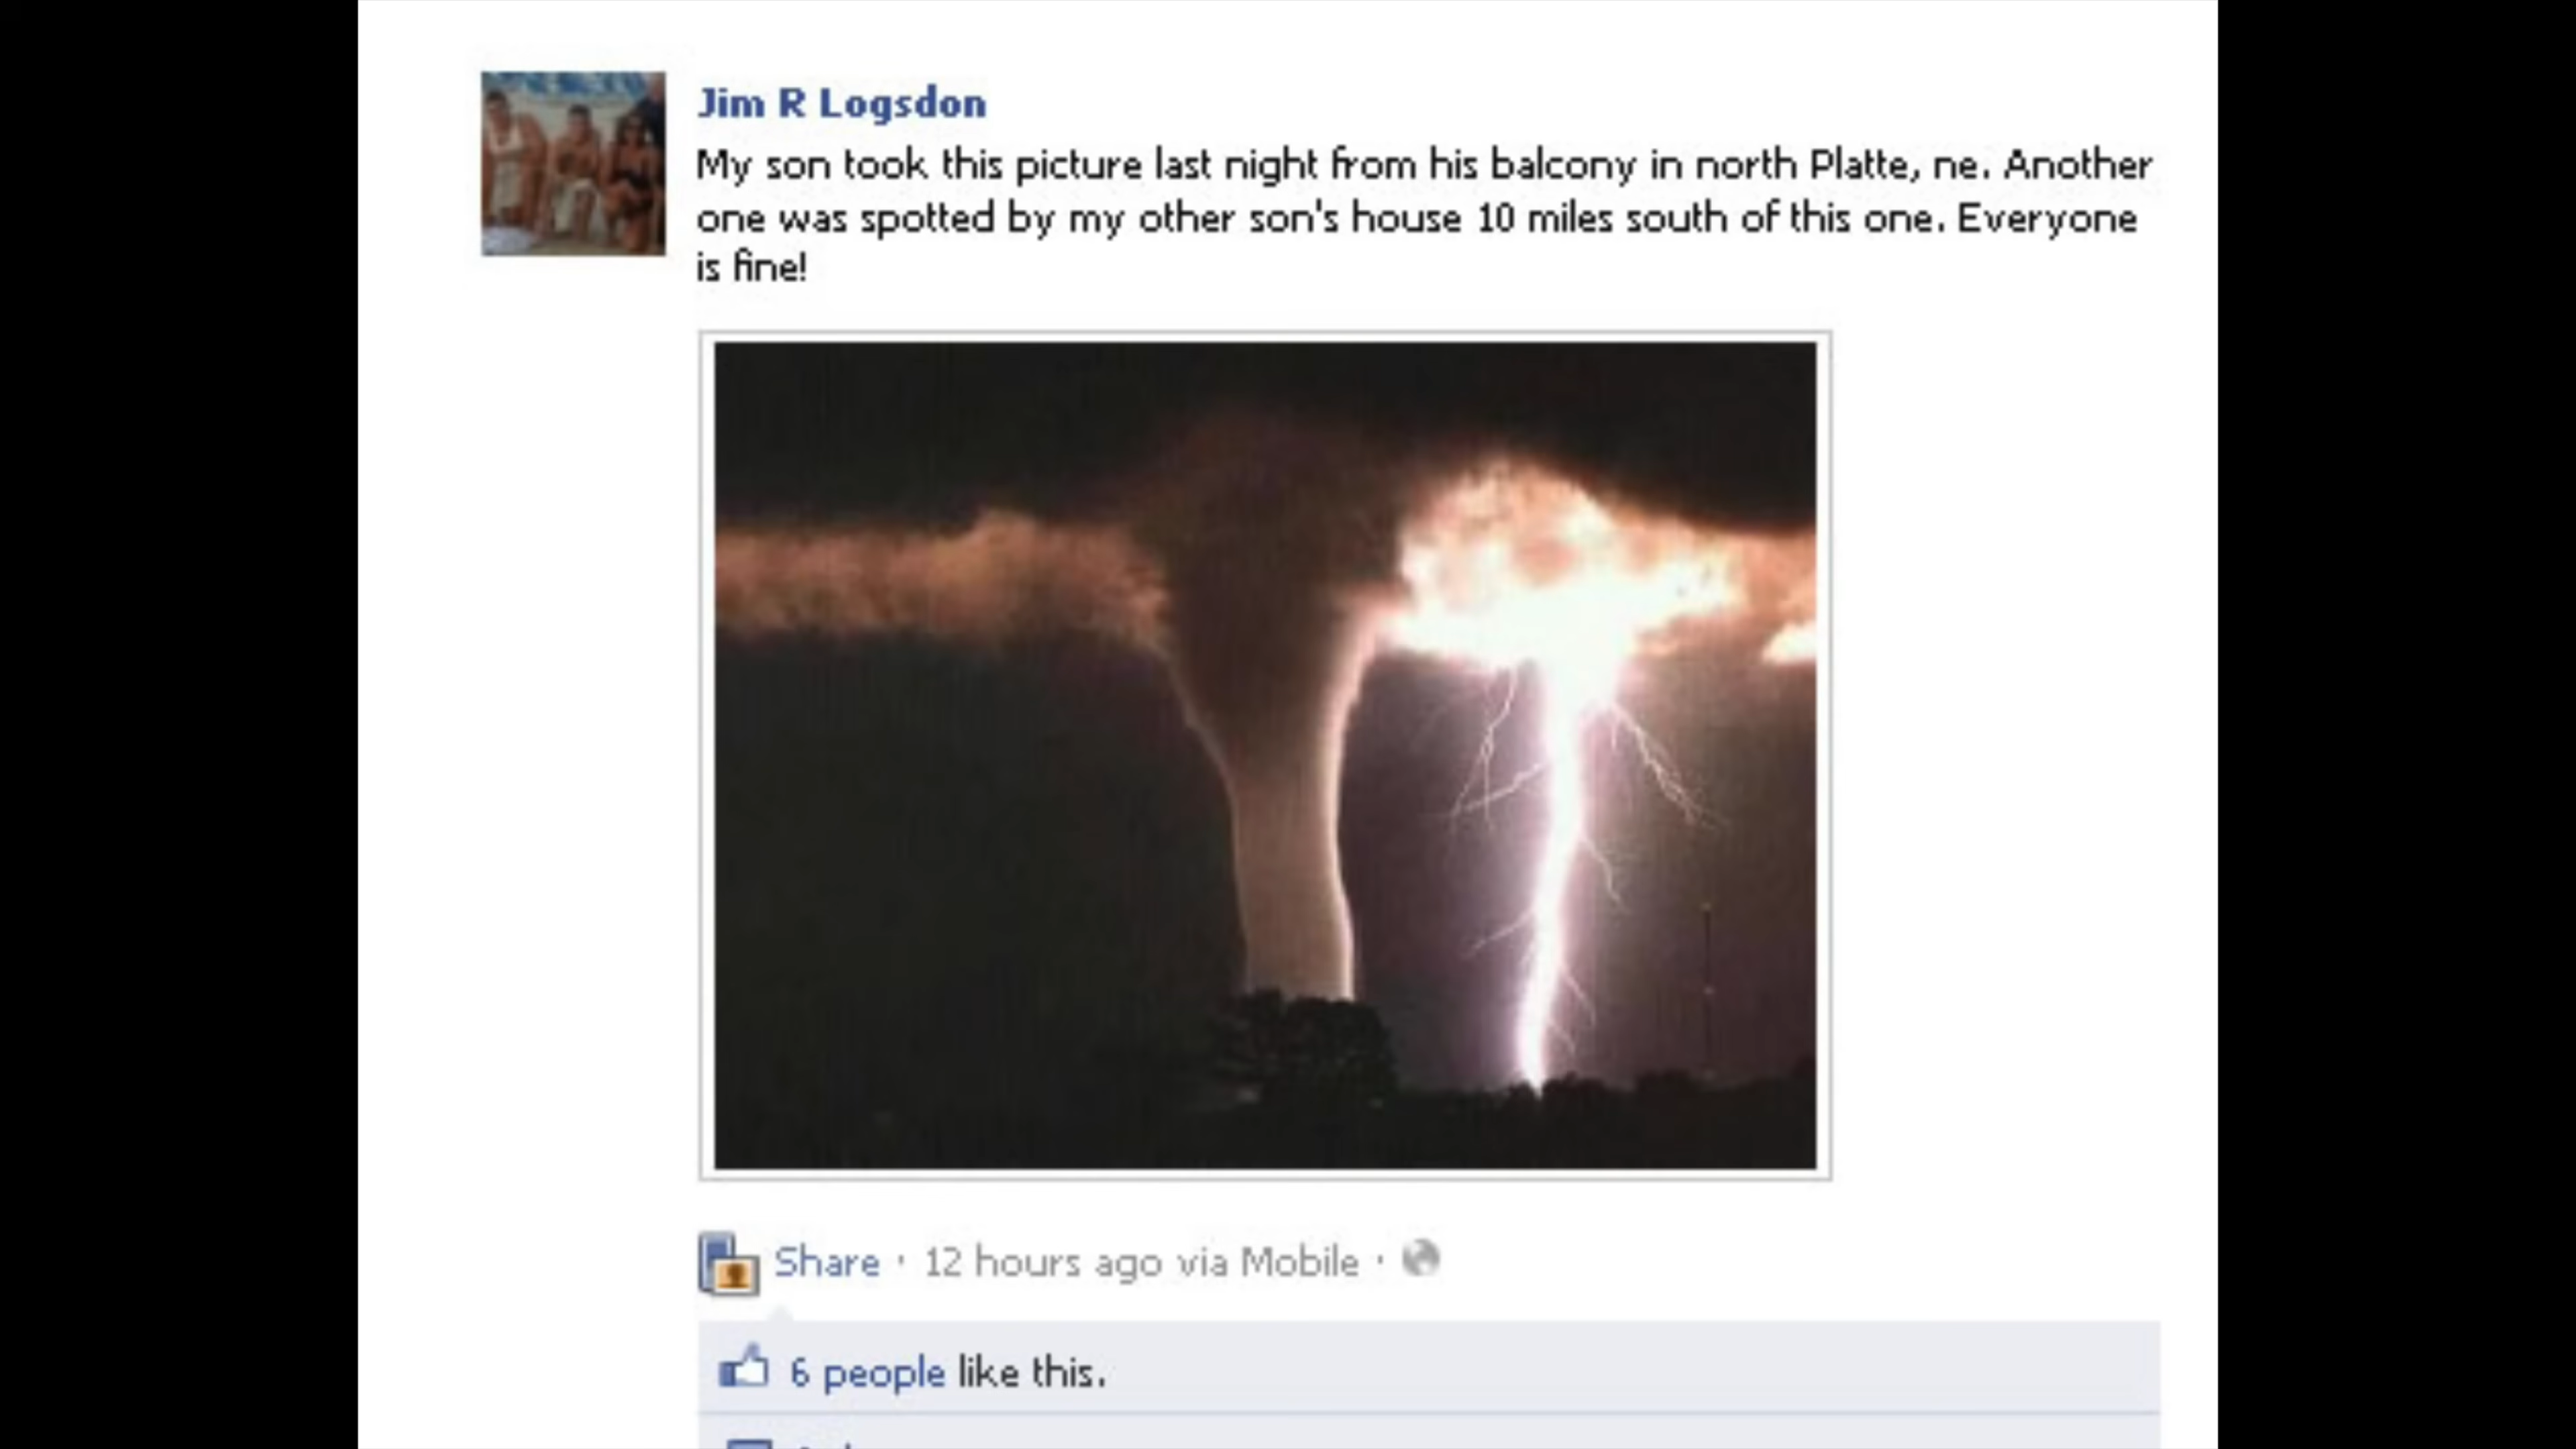 Jim R Logsdon
My son took this picture last night from his balcony in north Platte, ne. Another
one was spotted by my other son's house 10 miles south of this one. Everyone
is fine!
Share · 12 hours ago via Mobile ·
6 people like this.